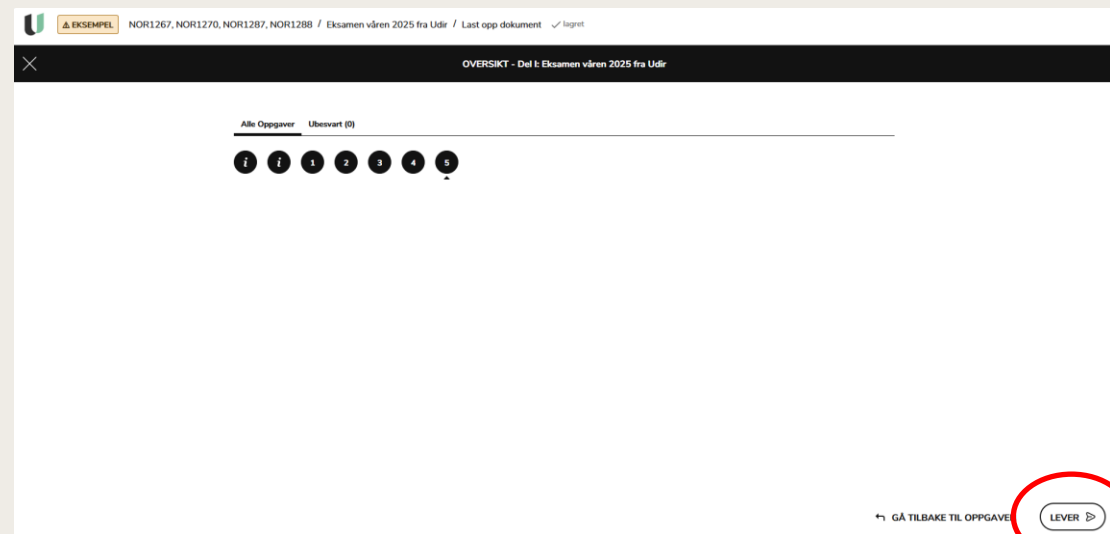 EKSEMPEL NOR1267, NOR1270, NOR1287, NOR1288 / Eksamen våren 2025 fra Udir / Last opp dokument lagret
OVERSIKT - Del I: Eksamen våren 2025 fra Udir
Alle Oppgaver Ubesvart (0)
i i 1 2 3 4 5
GÅ TILBAKE TIL OPPGAVE LEVER